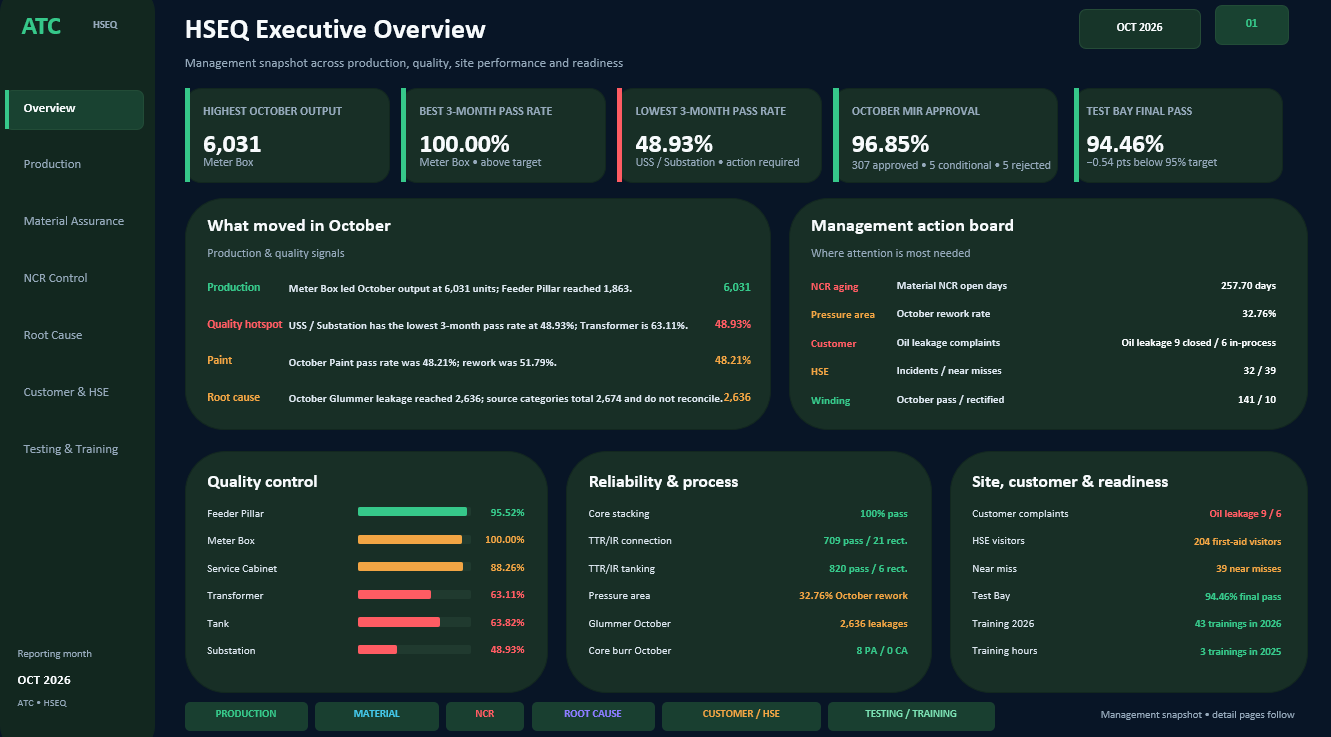 ATC HSEQ
HSEQ Executive Overview
OCT 2026
01
Management snapshot across production, quality, site performance and readiness
Overview
Production
Material Assurance
NCR Control
Root Cause
Customer & HSE
Testing & Training
Reporting month
OCT 2026
ATC • HSEQ
HIGHEST OCTOBER OUTPUT
6,031
Meter Box
BEST 3-MONTH PASS RATE
100.00%
Meter Box • above target
LOWEST 3-MONTH PASS RATE
48.93%
USS / Substation • action required
OCTOBER MIR APPROVAL
96.85%
307 approved • 5 conditional • 5 rejected
TEST BAY FINAL PASS
94.46%
−0.54 pts below 95% target
What moved in October
Production & quality signals
Production Meter Box led October output at 6,031 units; Feeder Pillar reached 1,863. 6,031
Quality hotspot USS / Substation has the lowest 3-month pass rate at 48.93%; Transformer is 63.11%. 48.93%
Paint October Paint pass rate was 48.21%; rework was 51.79%. 48.21%
Root cause October Glummer leakage reached 2,636; source categories total 2,674 and do not reconcile. 2,636
Management action board
Where attention is most needed
NCR aging Material NCR open days 257.70 days
Pressure area October rework rate 32.76%
Customer Oil leakage complaints Oil leakage 9 closed / 6 in-process
HSE Incidents / near misses 32 / 39
Winding October pass / rectified 141 / 10
Quality control
Feeder Pillar 95.52%
Meter Box 100.00%
Service Cabinet 88.26%
Transformer 63.11%
Tank 63.82%
Substation 48.93%
Reliability & process
Core stacking 100% pass
TTR/IR connection 709 pass / 21 rect.
TTR/IR tanking 820 pass / 6 rect.
Pressure area 32.76% October rework
Glummer October 2,636 leakages
Core burr October 8 PA / 0 CA
Site, customer & readiness
Customer complaints Oil leakage 9 / 6
HSE visitors 204 first-aid visitors
Near miss 39 near misses
Test Bay 94.46% final pass
Training 2026 43 trainings in 2026
Training hours 3 trainings in 2025
PRODUCTION
MATERIAL
NCR
ROOT CAUSE
CUSTOMER / HSE
TESTING / TRAINING
Management snapshot • detail pages follow